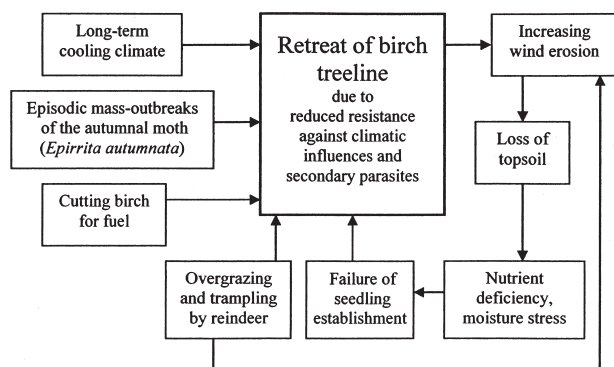 Long-term
cooling climate
Episodic mass-outbreaks
of the autumnal moth
(Epirrita autumnata)
Cutting birch
for fuel
Retreat of birch
treeline
due to
reduced resistance
against climatic
influences and
secondary parasites
Increasing
wind erosion
Loss of
topsoil
Nutrient
deficiency,
moisture stress
Failure of
seedling
establishment
Overgrazing
and trampling
by reindeer